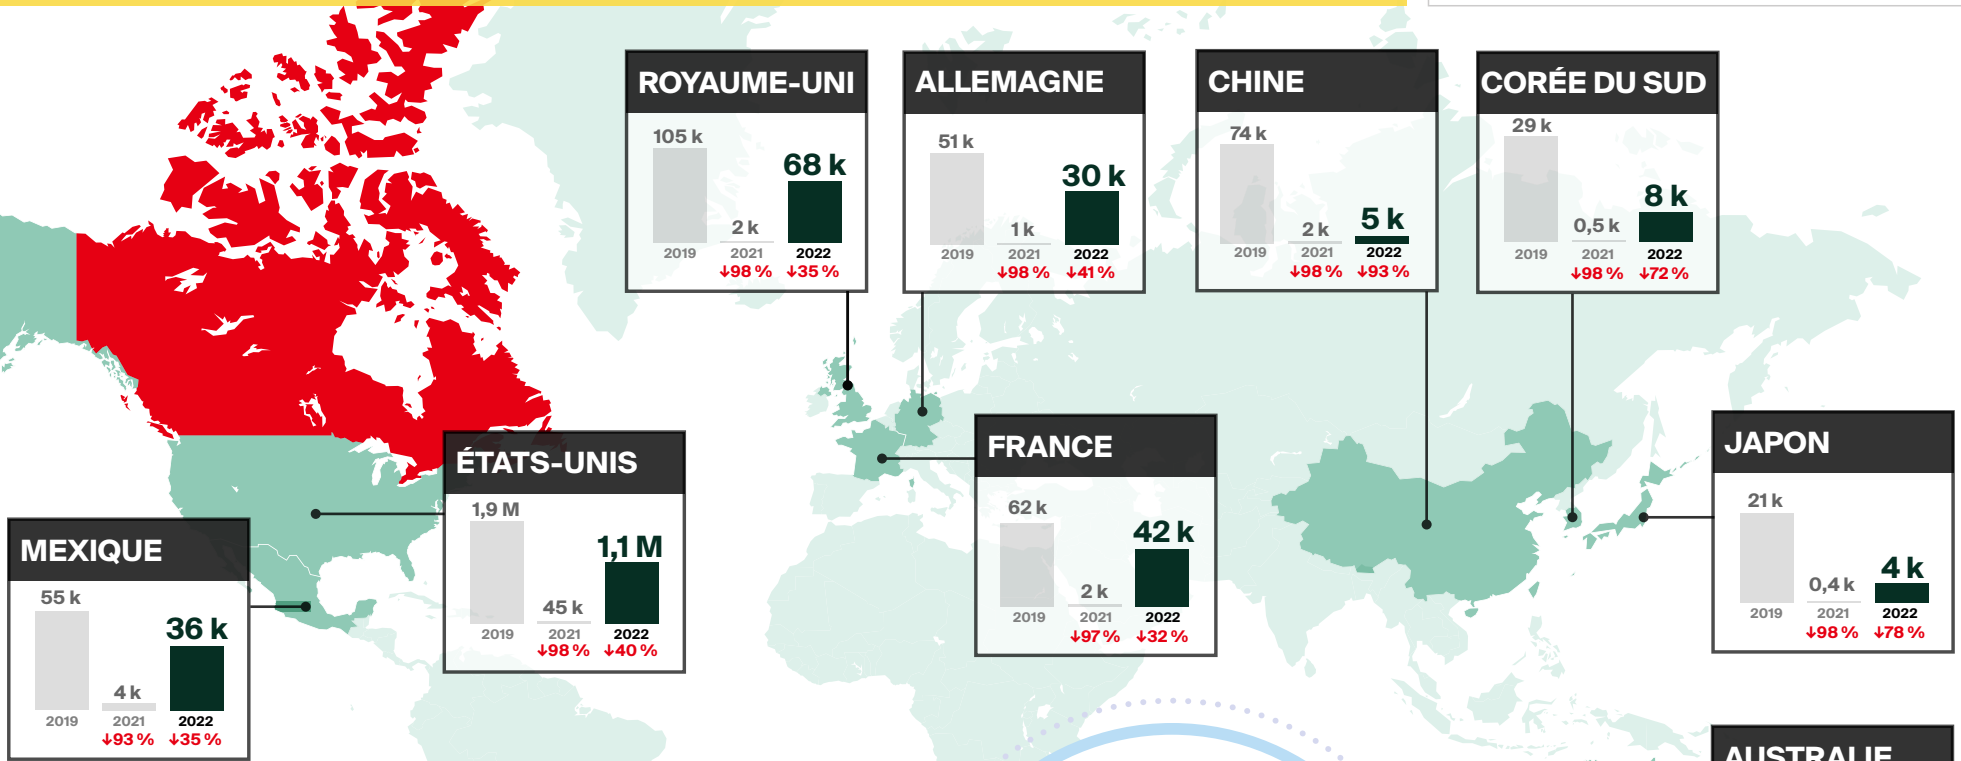 ROYAUME-UNI
105 k
2 k
68 k
2019
2021
2022
↓98 %
↓35 %
ALLEMAGNE
51 k
1 k
30 k
2019
2021
2022
↓98 %
↓41 %
CHINE
74 k
2 k
5 k
2019
2021
2022
↓98 %
↓93 %
CORÉE DU SUD
29 k
0,5 k
8 k
2019
2021
2022
↓98 %
↓72 %
MEXIQUE
55 k
4 k
36 k
2019
2021
2022
↓93 %
↓35 %
ÉTATS-UNIS
1,9 M
45 k
1,1 M
2019
2021
2022
↓98 %
↓40 %
FRANCE
62 k
2 k
42 k
2019
2021
2022
↓97 %
↓32 %
JAPON
21 k
0,4 k
4 k
2019
2021
2022
↓98 %
↓78 %
AUSTRALIE